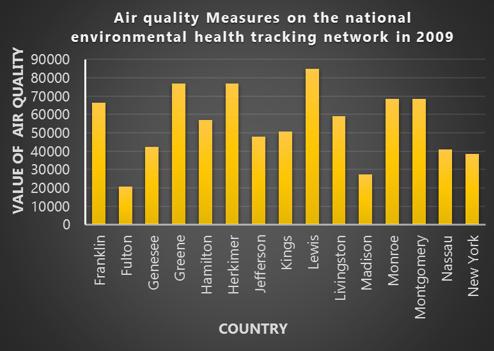 Air quality Measures on the national
environmental health tracking network in 2009
VALUE OF AIR QUALITY
90000
80000
70000
60000
50000
40000
30000
20000
10000
0
Franklin
Fulton
Genesee
Greene
Hamilton
Herkimer
Jefferson
Kings
Lewis
Livingston
Madison
Monroe
Montgomery
Nassau
New York
COUNTRY